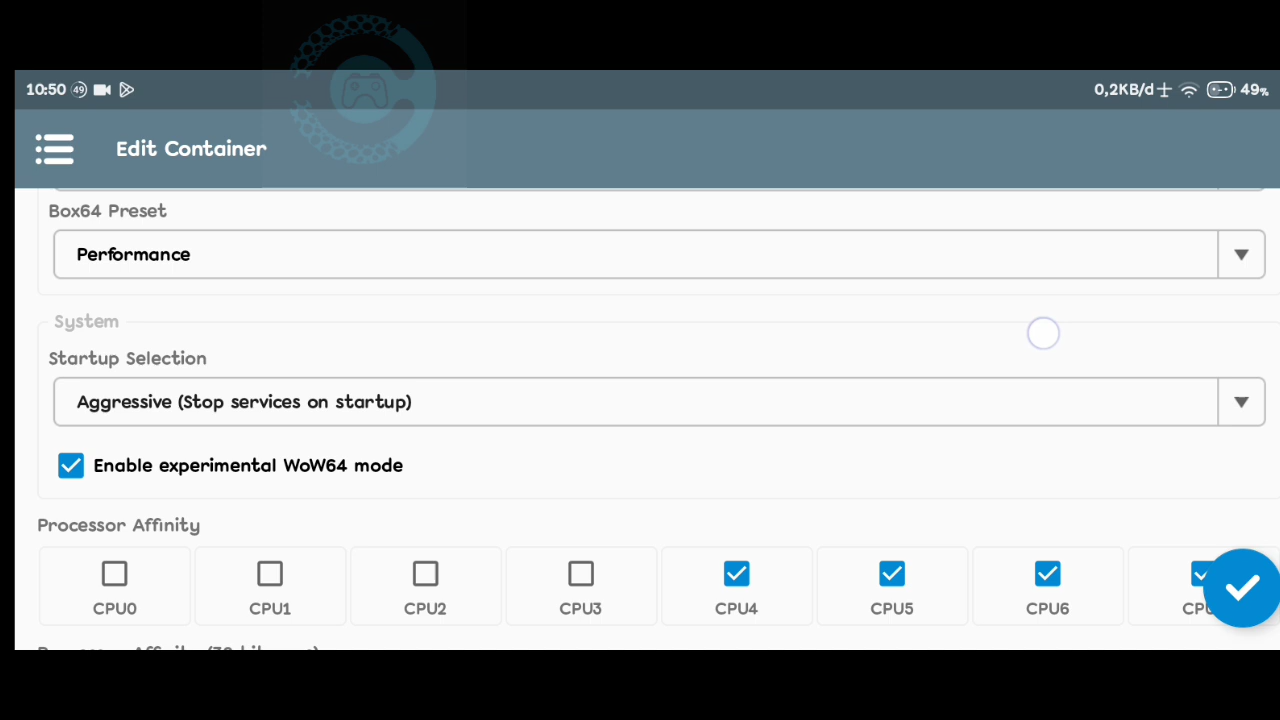 10:50 49 0,2KB/d 49%
Edit Container
Box64 Preset
Performance
System
Startup Selection
Aggressive (Stop services on startup)
Enable experimental WoW64 mode
Processor Affinity
CPU0 CPU1 CPU2 CPU3 CPU4 CPU5 CPU6